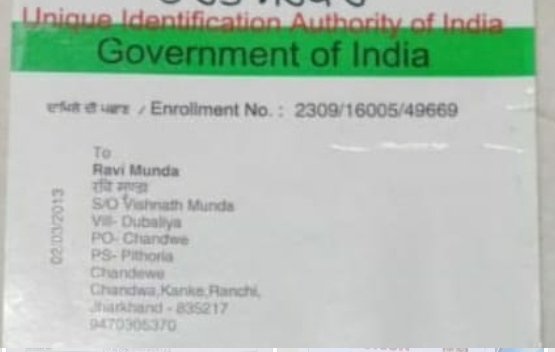 Unique Identification Authority of India
Government of India
ਦਾਖਿਲੇ ਦੀ / Enrollment No. : 2309/16005/49669
To
Ravi Munda
रवि मुण्डा
S/O Vishnath Munda
Vill- Dubaliya
PO- Chandwe
PS- Pithoria
Chandewe
Chandwa,Kanke,Ranchi,
Jharkhand - 835217
9470305370
02/03/2013